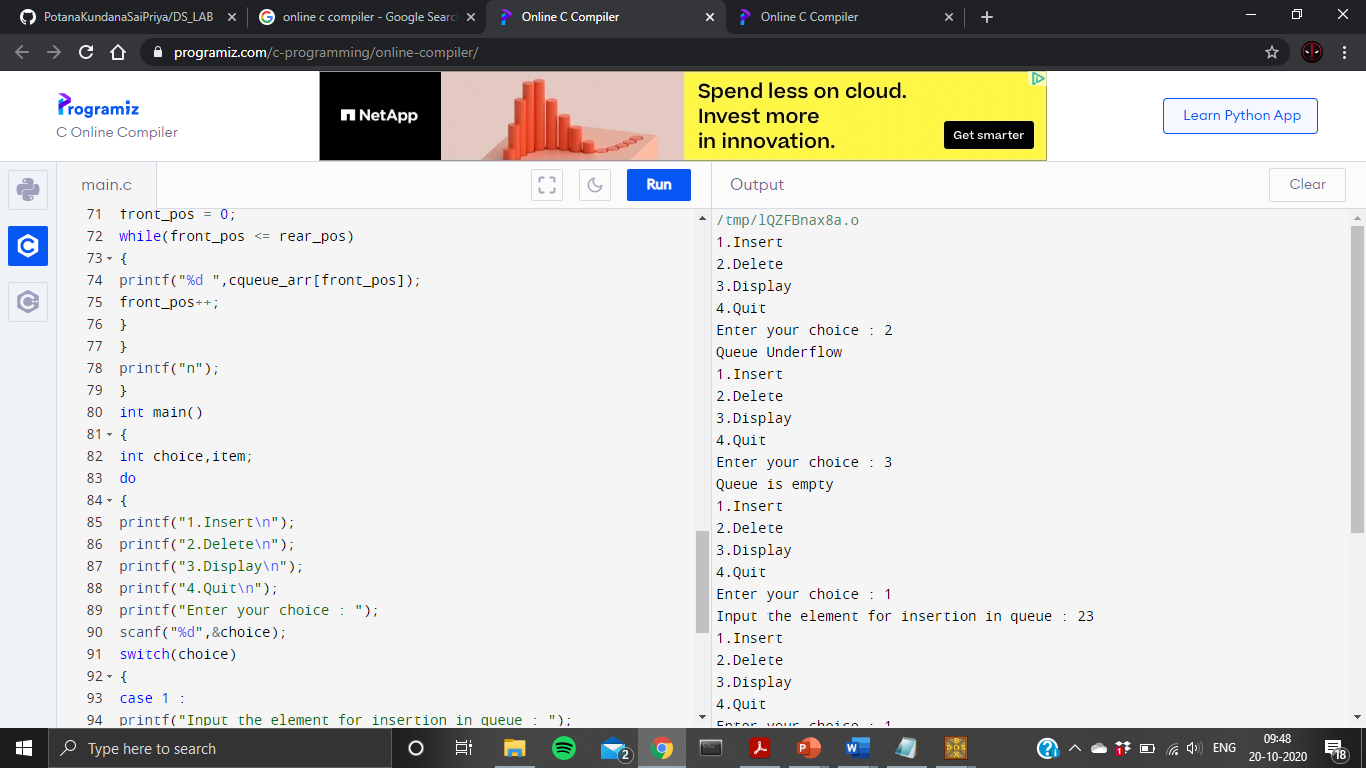 PotanaKundanaSaiPriya/DS_LAB
online c compiler - Google Searc
Online C Compiler
Online C Compiler
programiz.com/c-programming/online-compiler/
Programiz
C Online Compiler
NetApp
Spend less on cloud.
Invest more
in innovation.
Get smarter
Learn Python App
main.c
Run
Output
Clear
71 front_pos = 0;
72 while(front_pos <= rear_pos)
73 {
74 printf("%d ",cqueue_arr[front_pos]);
75 front_pos++;
76 }
77 }
78 printf("n");
79 }
80 int main()
81 {
82 int choice,item;
83 do
84 {
85 printf("1.Insert\n");
86 printf("2.Delete\n");
87 printf("3.Display\n");
88 printf("4.Quit\n");
89 printf("Enter your choice : ");
90 scanf("%d",&choice);
91 switch(choice)
92 {
93 case 1 :
94 printf("Input the element for insertion in queue : ");
/tmp/lQZFBnax8a.o
1.Insert
2.Delete
3.Display
4.Quit
Enter your choice : 2
Queue Underflow
1.Insert
2.Delete
3.Display
4.Quit
Enter your choice : 3
Queue is empty
1.Insert
2.Delete
3.Display
4.Quit
Enter your choice : 1
Input the element for insertion in queue : 23
1.Insert
2.Delete
3.Display
4.Quit
Enter your choice : 1
Type here to search
2
ENG
09:48
20-10-2020
18